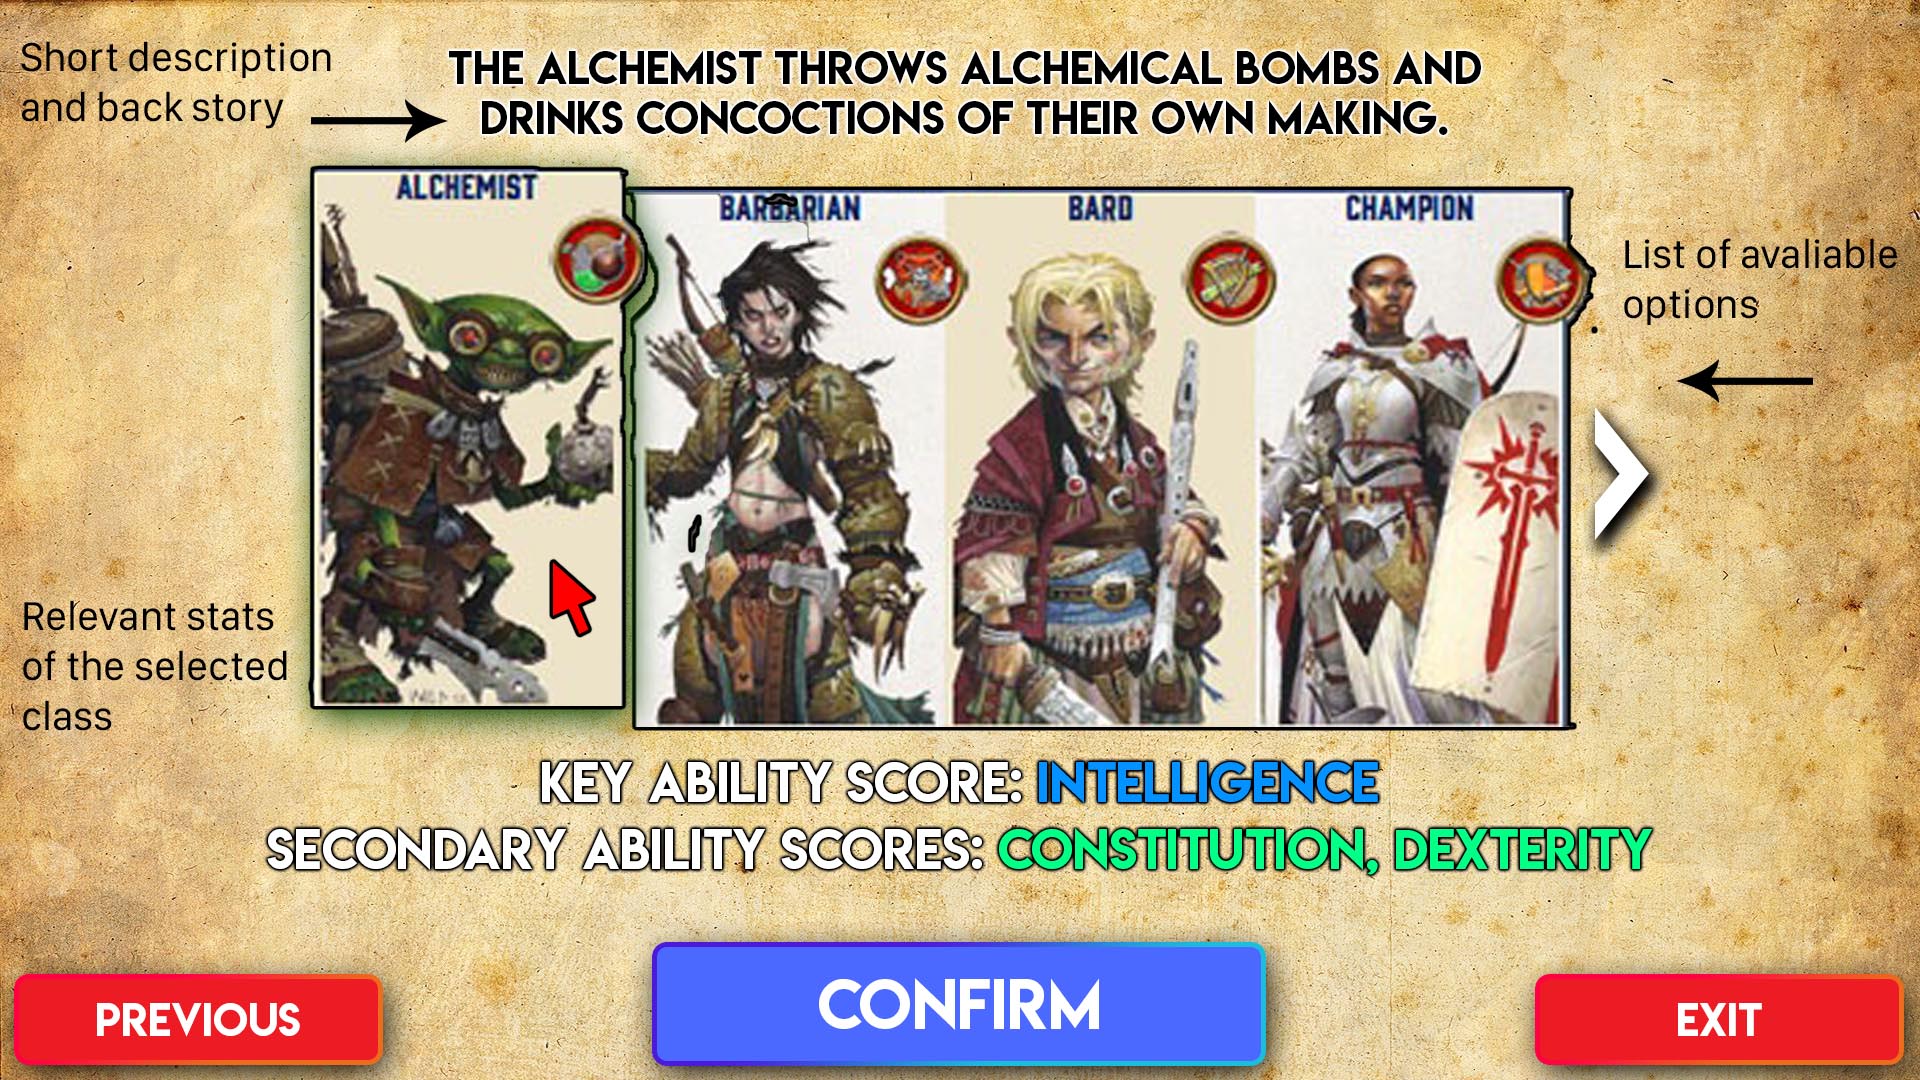 Short description
and back story
THE ALCHEMIST THROWS ALCHEMICAL BOMBS AND
DRINKS CONCOCTIONS OF THEIR OWN MAKING.
ALCHEMIST
BARBARIAN
BARD
CHAMPION
List of avaliable
options
Relevant stats
of the selected
class
KEY ABILITY SCORE: INTELLIGENCE
SECONDARY ABILITY SCORES: CONSTITUTION, DEXTERITY
PREVIOUS
CONFIRM
EXIT